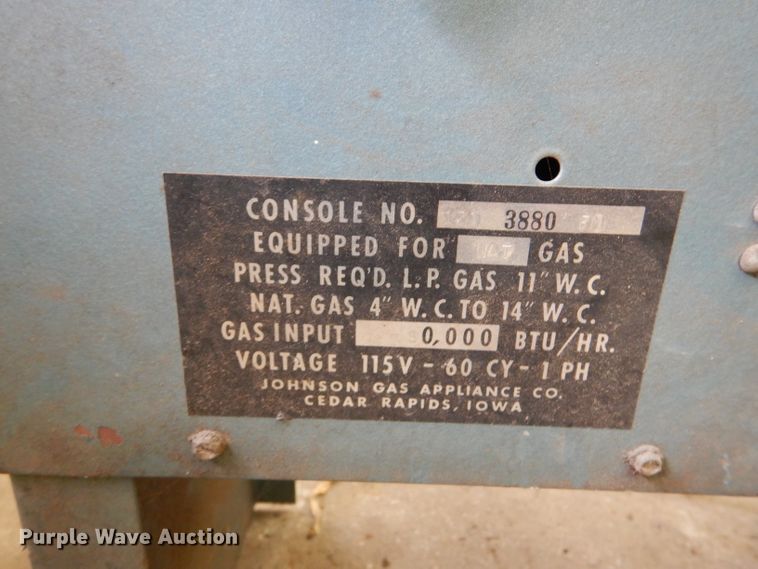 CONSOLE NO. 3880
EQUIPPED FOR GAS
PRESS REQ'D. L.P. GAS 11" W.C.
NAT. GAS 4" W.C. TO 14" W.C.
GAS INPUT 0,000 BTU/HR.
VOLTAGE 115V - 60 CY - 1 PH
JOHNSON GAS APPLIANCE CO.
CEDAR RAPIDS, IOWA
Purple Wave Auction